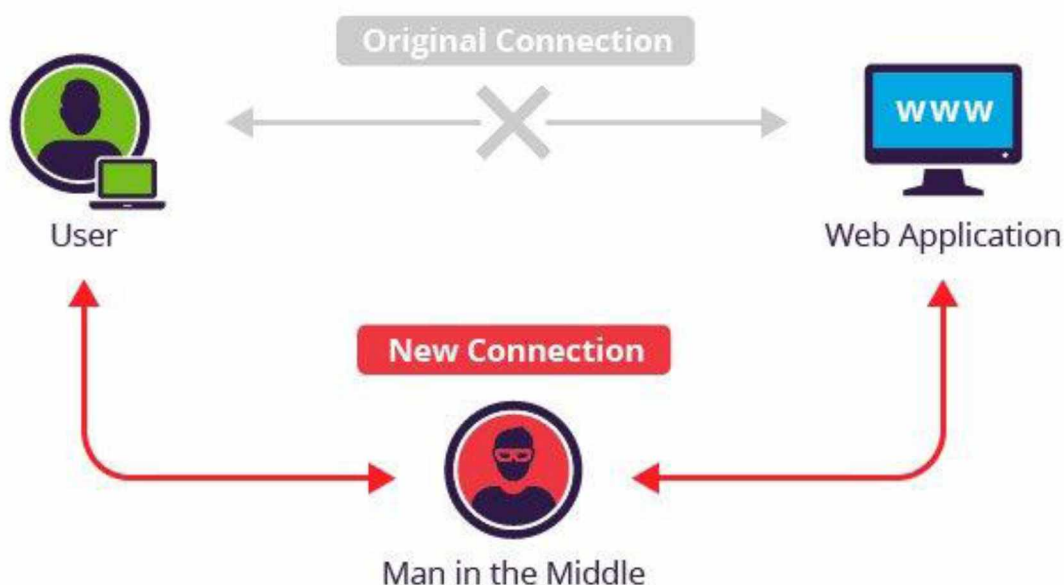 Original Connection
www
User
Web Application
New Connection
Man in the Middle